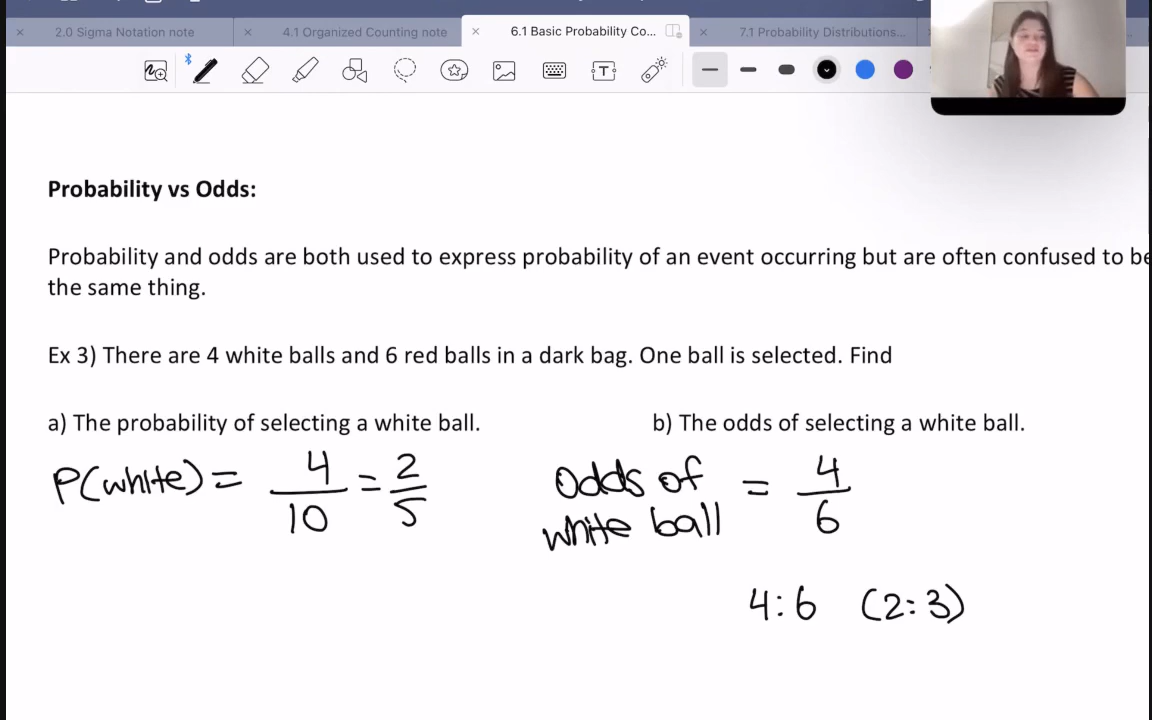 2.0 Sigma Notation note
4.1 Organized Counting note
6.1 Basic Probability Co...
7.1 Probability Distributions...
T
Probability vs Odds:
Probability and odds are both used to express probability of an event occurring but are often confused to be
the same thing.
Ex 3) There are 4 white balls and 6 red balls in a dark bag. One ball is selected. Find
a) The probability of selecting a white ball.
b) The odds of selecting a white ball.
P(white) = 4/10 = 2/5
Odds of
white ball = 4/6
4:6 (2:3)